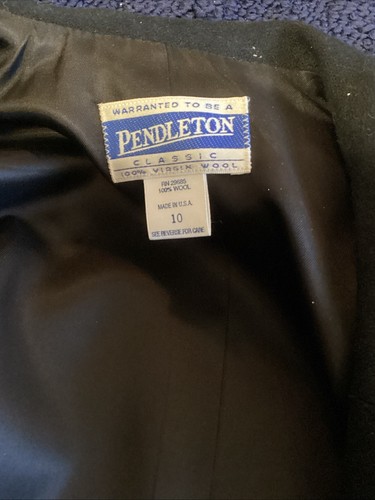 WARRANTED TO BE A
PENDLETON
CLASSIC
100% VIRGIN WOOL
100% WOOL
MADE IN U.S.A.
10
SEE REVERSE FOR CARE